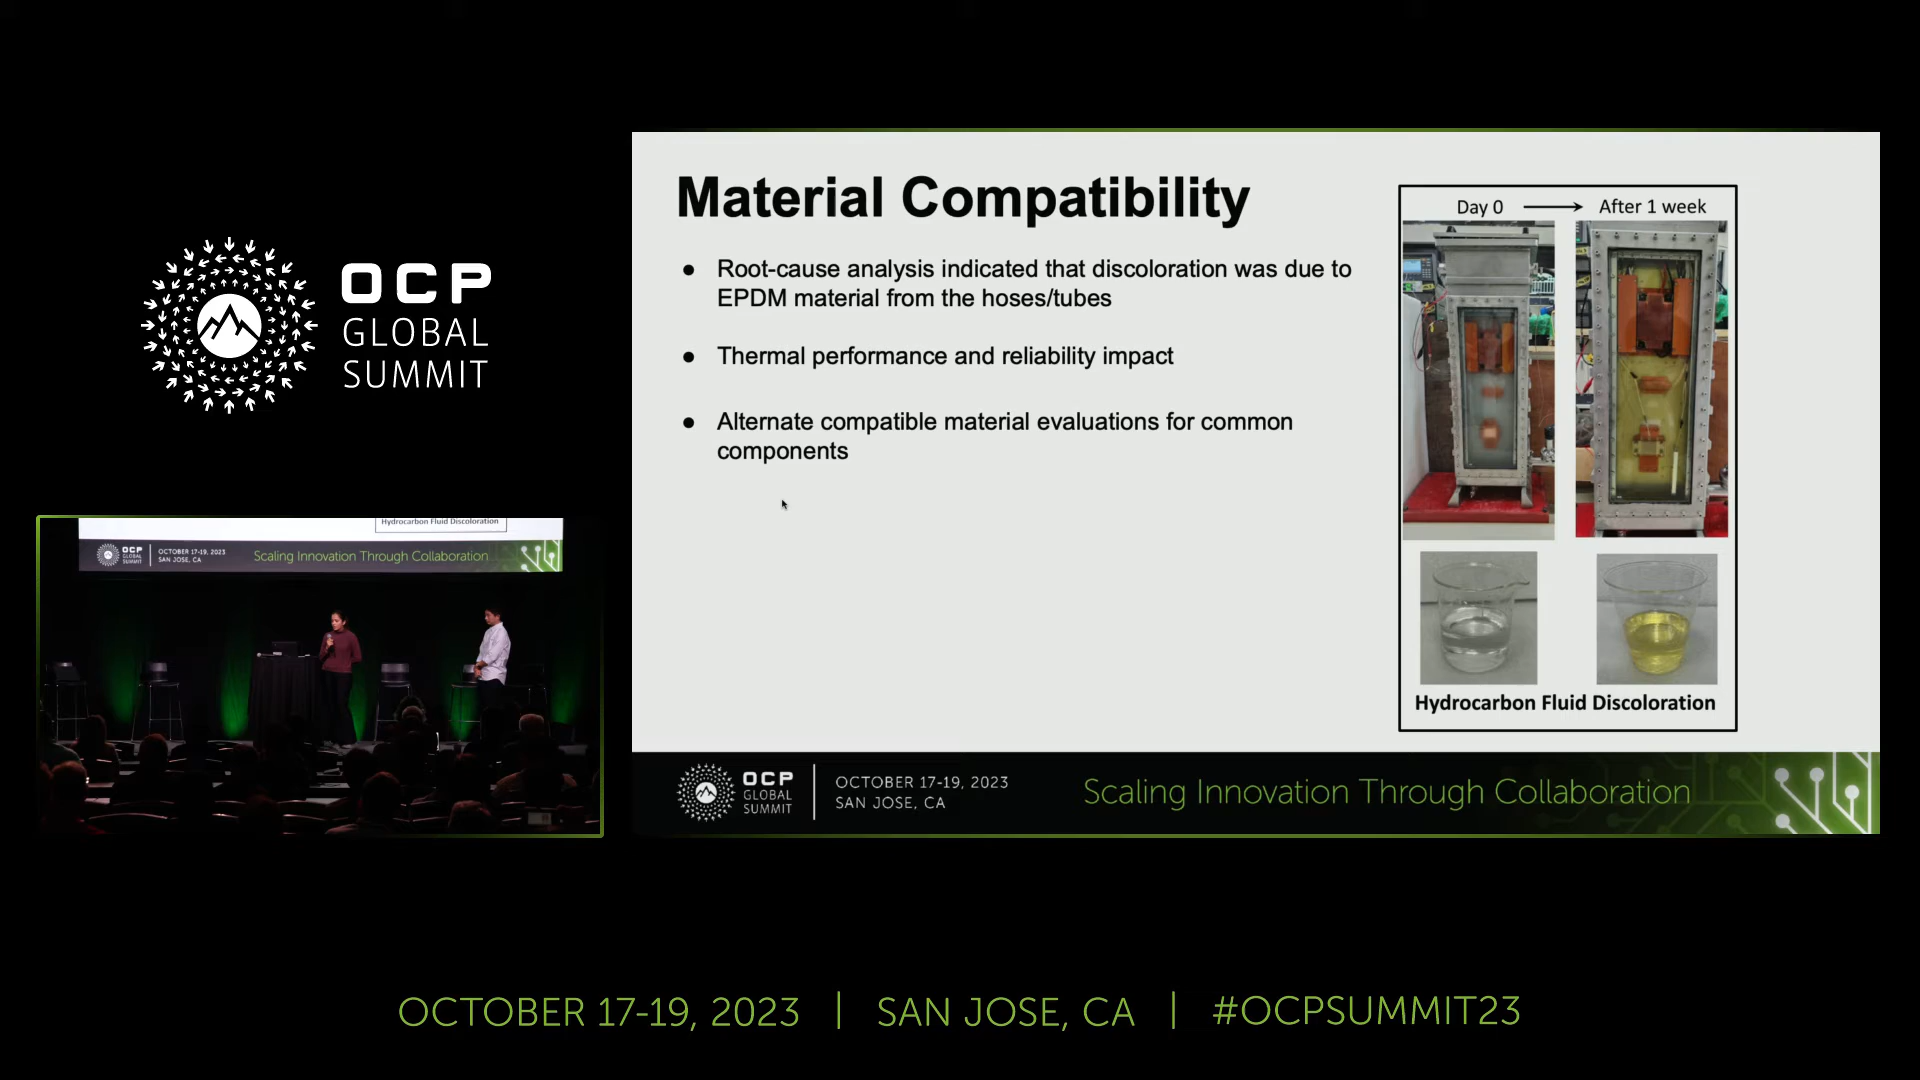 OCP
GLOBAL
SUMMIT
Hydrocarbon Fluid Discoloration
OCP
GLOBAL
SUMMIT
OCTOBER 17-19, 2023
SAN JOSE, CA
Scaling Innovation Through Collaboration
Material Compatibility
● Root-cause analysis indicated that discoloration was due to
EPDM material from the hoses/tubes
● Thermal performance and reliability impact
● Alternate compatible material evaluations for common
components
Day 0 → After 1 week
Hydrocarbon Fluid Discoloration
OCP
GLOBAL
SUMMIT
OCTOBER 17-19, 2023
SAN JOSE, CA
Scaling Innovation Through Collaboration
OCTOBER 17-19, 2023 | SAN JOSE, CA | #OCPSUMMIT23